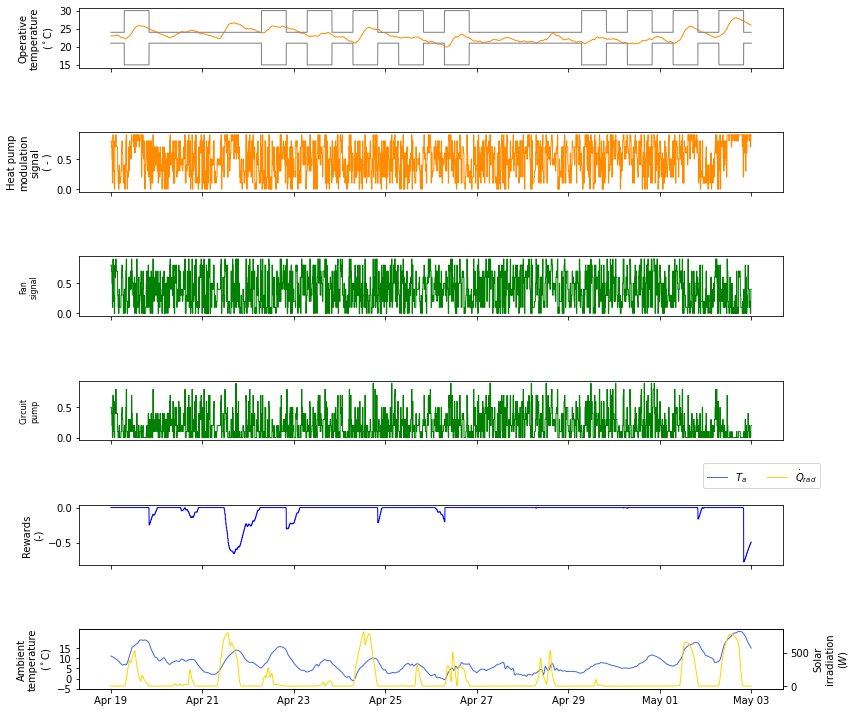 Operative
temperature
(°C)
30
25
20
15
Heat pump
modulation
signal
( - )
0.5
0.0
Fan
signal
0.5
0.0
Circuit
pump
0.5
0.0
T_a
Q̇_rad
Rewards
(-)
0.0
−0.5
Ambient
temperature
(°C)
15
10
5
0
−5
500
0
Solar
irradiation
(W)
Apr 19 Apr 21 Apr 23 Apr 25 Apr 27 Apr 29 May 01 May 03